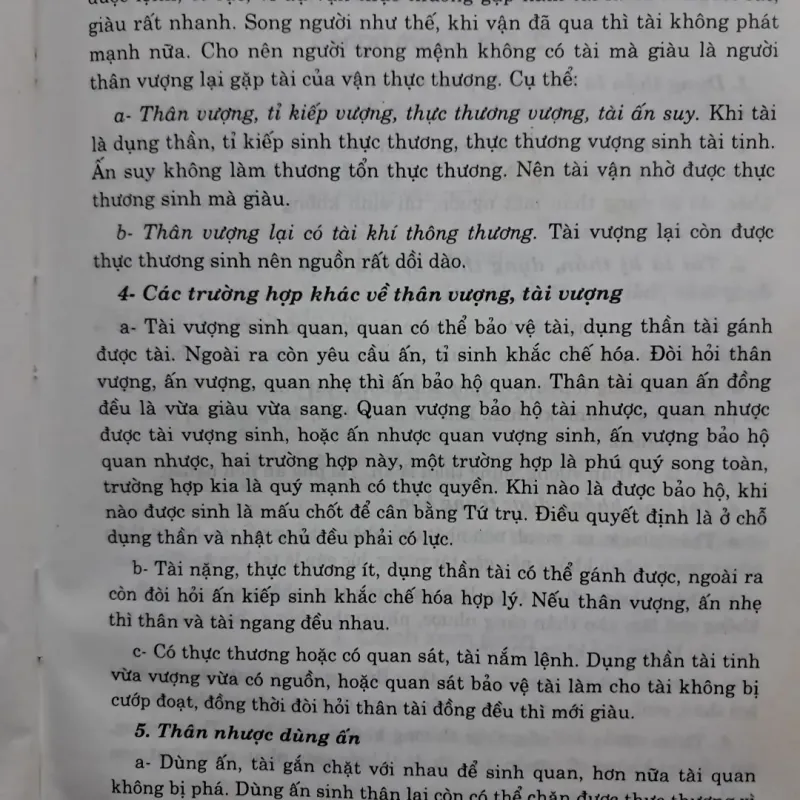 giàu rất nhanh. Song người như thế, khi vận đã qua thì tài không phát
mạnh nữa. Cho nên người trong mệnh không có tài mà giàu là người
thân vượng lại gặp tài của vận thực thương. Cụ thể:
a- Thân vượng, tỉ kiếp vượng, thực thương vượng, tài ấn suy. Khi tài
là dụng thần, tỉ kiếp sinh thực thương, thực thương vượng sinh tài tinh.
Ấn suy không làm thương tổn thực thương. Nên tài vận nhờ được thực
thương sinh mà giàu.
b- Thân vượng lại có tài khí thông thương. Tài vượng lại còn được
thực thương sinh nên nguồn rất dồi dào.
4- Các trường hợp khác về thân vượng, tài vượng
a- Tài vượng sinh quan, quan có thể bảo vệ tài, dụng thần tài gánh
được tài. Ngoài ra còn yêu cầu ấn, tỉ sinh khắc chế hóa. Đòi hỏi thân
vượng, ấn vượng, quan nhẹ thì ấn bảo hộ quan. Thân tài quan ấn đồng
đều là vừa giàu vừa sang. Quan vượng bảo hộ tài nhược, quan nhược
được tài vượng sinh, hoặc ấn nhược quan vượng sinh, ấn vượng bảo hộ
quan nhược, hai trường hợp này, một trường hợp là phú quý song toàn,
trường hợp kia là quý mạnh có thực quyền. Khi nào là được bảo hộ, khi
nào được sinh là mấu chốt để cân bằng Tứ trụ. Điều quyết định là ở chỗ
dụng thần và nhật chủ đều phải có lực.
b- Tài nặng, thực thương ít, dụng thần tài có thể gánh được, ngoài ra
còn đòi hỏi ấn kiếp sinh khắc chế hóa hợp lý. Nếu thân vượng, ấn nhẹ
thì thân và tài ngang đều nhau.
c- Có thực thương hoặc có quan sát, tài nắm lệnh. Dụng thần tài tinh
vừa vượng vừa có nguồn, hoặc quan sát bảo vệ tài làm cho tài không bị
cướp đoạt, đồng thời đòi hỏi thân tài đồng đều thì mới giàu.
5. Thân nhược dùng ấn
a- Dùng ấn, tài gắn chặt với nhau để sinh quan, hơn nữa tài quan
không bị phá. Dùng ấn sinh thân lại còn có thể chặn được thực thương vì